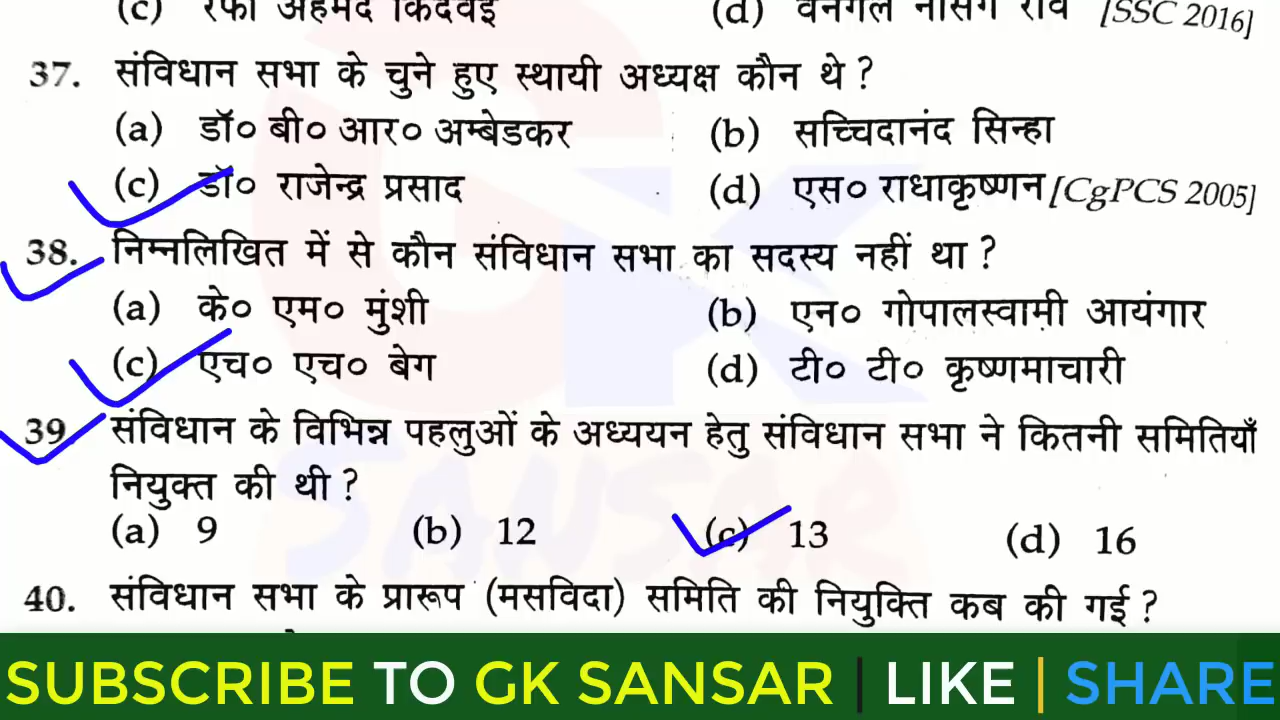 (c) रफी अहमद किदवई (d) वेनेगल नरसिंग राव [SSC 2016]
37. संविधान सभा के चुने हुए स्थायी अध्यक्ष कौन थे ?
(a) डॉ० बी० आर० अम्बेडकर (b) सच्चिदानंद सिन्हा
(c) डॉ० राजेन्द्र प्रसाद (d) एस० राधाकृष्णन [CgPCS 2005]
38. निम्नलिखित में से कौन संविधान सभा का सदस्य नहीं था ?
(a) के० एम० मुंशी (b) एन० गोपालस्वामी आयंगार
(c) एच० एच० बेग (d) टी० टी० कृष्णमाचारी
39 संविधान के विभिन्न पहलुओं के अध्ययन हेतु संविधान सभा ने कितनी समितियाँ
नियुक्त की थी ?
(a) 9 (b) 12 (c) 13 (d) 16
40. संविधान सभा के प्रारूप (मसविदा) समिति की नियुक्ति कब की गई ?
SUBSCRIBE TO GK SANSAR | LIKE | SHARE